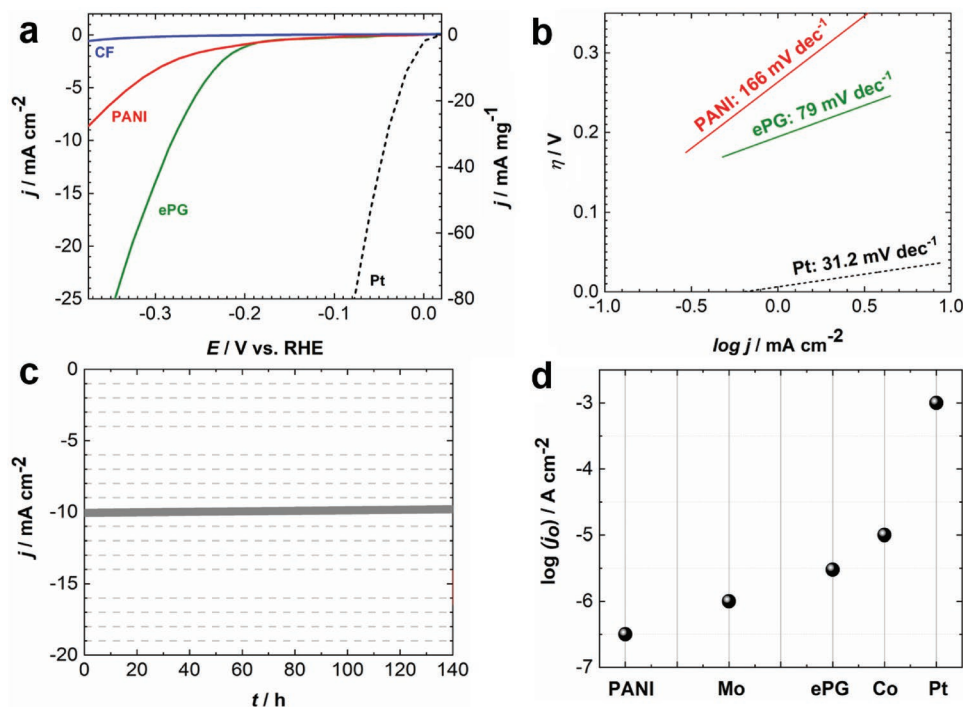 a
0
-5
-10
-15
-20
-25
j / mA cm-2
0
-20
-40
-60
-80
j / mA mg-1
CF
PANI
ePG
Pt
-0.3
-0.2
-0.1
0.0
E / V vs. RHE
b
0.3
0.2
0.1
0.0
η / V
PANI: 166 mV dec-1
ePG: 79 mV dec-1
Pt: 31.2 mV dec-1
-1.0
-0.5
0.0
0.5
1.0
log j / mA cm-2
c
0
-5
-10
-15
-20
j / mA cm-2
0
20
40
60
80
100
120
140
t / h
d
-3
-4
-5
-6
-7
log (jo) / A cm-2
PANI
Mo
ePG
Co
Pt